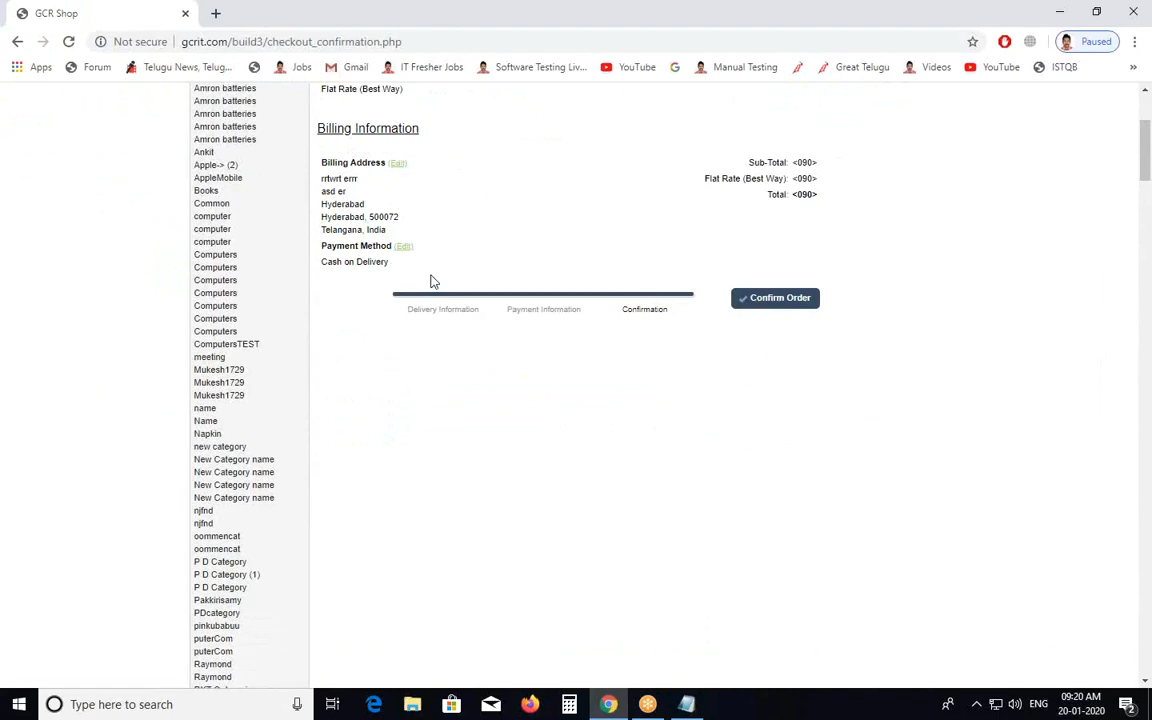 GCR Shop
Not secure
gcrit.com/build3/checkout_confirmation.php
Paused
Apps
Forum
Telugu News, Telug...
Jobs
Gmail
IT Fresher Jobs
Software Testing Liv...
YouTube
Manual Testing
Great Telugu
Videos
YouTube
ISTQB
Amron batteries
Amron batteries
Amron batteries
Amron batteries
Amron batteries
Ankit
Apple-> (2)
AppleMobile
Books
Common
computer
computer
computer
Computers
Computers
Computers
Computers
Computers
Computers
Computers
ComputersTEST
meeting
Mukesh1729
Mukesh1729
Mukesh1729
name
Name
Napkin
new category
New Category name
New Category name
New Category name
New Category name
njfnd
njfnd
oommencat
oommencat
P D Category
P D Category (1)
P D Category
Pakkirisamy
PDcategory
pinkubabuu
puterCom
puterCom
Raymond
Raymond
Flat Rate (Best Way)
Billing Information
Billing Address (Edit)
rrtwrt errr
asd er
Hyderabad
Hyderabad, 500072
Telangana, India
Payment Method (Edit)
Cash on Delivery
Sub-Total: <090>
Flat Rate (Best Way): <090>
Total: <090>
Delivery Information
Payment Information
Confirmation
Confirm Order
Type here to search
ENG
09:20 AM
20-01-2020
2